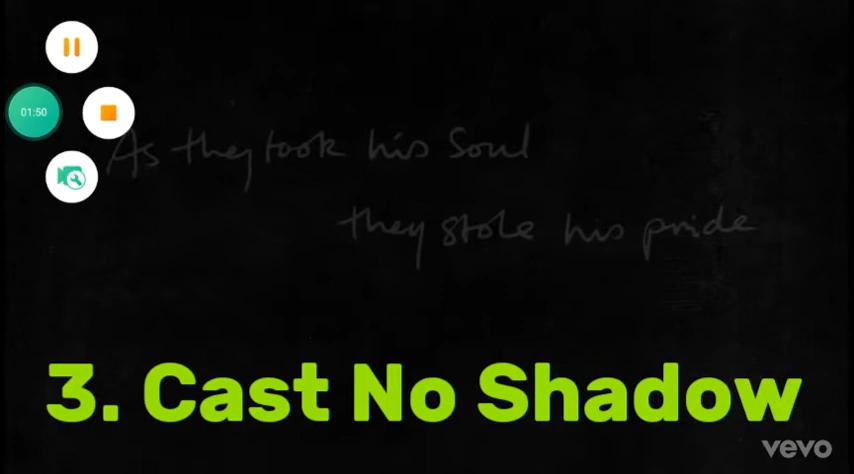 01:50
As they took his Soul
they stole his pride
3. Cast No Shadow
vevo